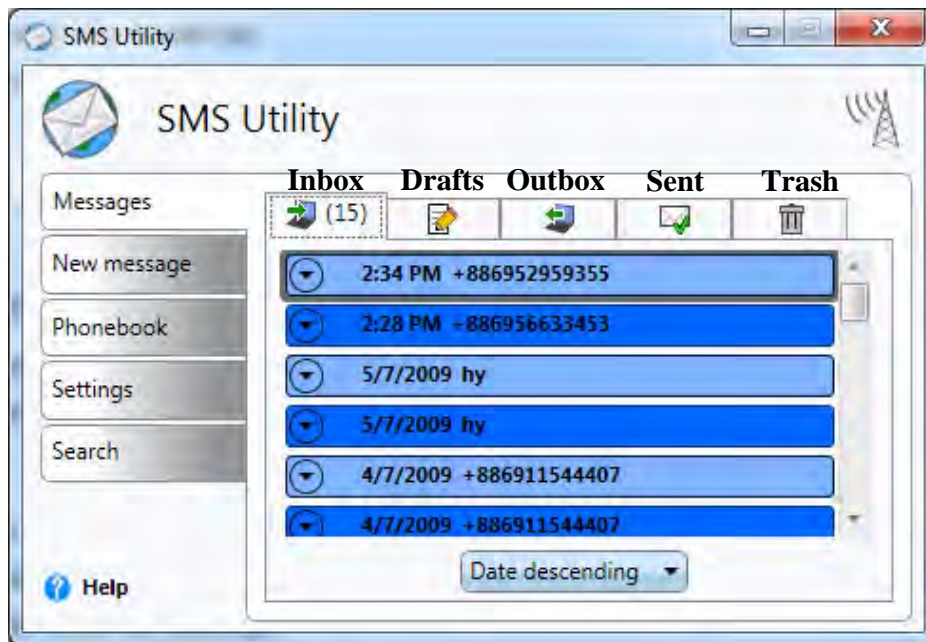 SMS Utility
SMS Utility
Inbox Drafts Outbox Sent Trash
Messages
(15)
New message
Phonebook
Settings
Search
2:34 PM +886952959355
2:28 PM +886956633453
5/7/2009 hy
5/7/2009 hy
4/7/2009 +886911544407
4/7/2009 +886911544407
Date descending
Help